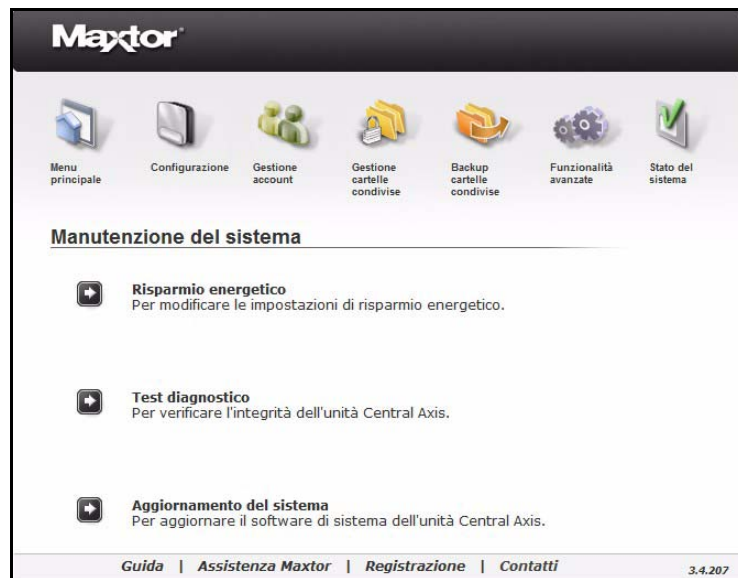 Maxtor
Menu principale
Configurazione
Gestione account
Gestione cartelle condivise
Backup cartelle condivise
Funzionalità avanzate
Stato del sistema
Manutenzione del sistema
Risparmio energetico
Per modificare le impostazioni di risparmio energetico.
Test diagnostico
Per verificare l'integrità dell'unità Central Axis.
Aggiornamento del sistema
Per aggiornare il software di sistema dell'unità Central Axis.
Guida | Assistenza Maxtor | Registrazione | Contatti
3.4.207